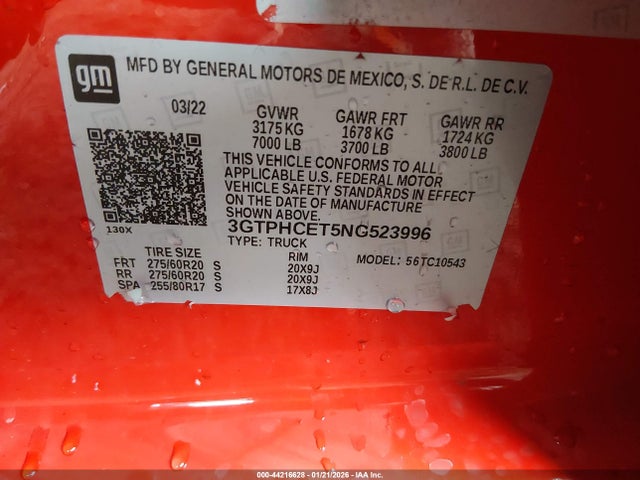 gm
MFD BY GENERAL MOTORS DE MEXICO, S. DE R.L. DE C.V.
03/22 GVWR GAWR FRT GAWR RR
3175 KG 1678 KG 1724 KG
7000 LB 3700 LB 3800 LB
THIS VEHICLE CONFORMS TO ALL
APPLICABLE U.S. FEDERAL MOTOR
VEHICLE SAFETY STANDARDS IN EFFECT
ON THE DATE OF MANUFACTURE
SHOWN ABOVE.
130X 3GTPHCET5NG523996
TYPE: TRUCK
TIRE SIZE RIM MODEL: 56TC10543
FRT 275/60R20 S 20X9J
RR 275/60R20 S 20X9J
SPA 255/80R17 S 17X8J
000-44216628 - 01/21/2026 - IAA Inc.